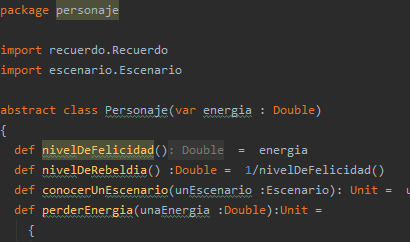 package personaje
import recuerdo.Recuerdo
import escenario.Escenario
abstract class Personaje(var energia : Double)
{
def nivelDeFelicidad(): Double = energia
def nivelDeRebeldia() :Double = 1/nivelDeFelicidad()
def conocerUnEscenario(unEscenario :Escenario): Unit =
def perderEnergia(unaEnergia :Double):Unit =
{